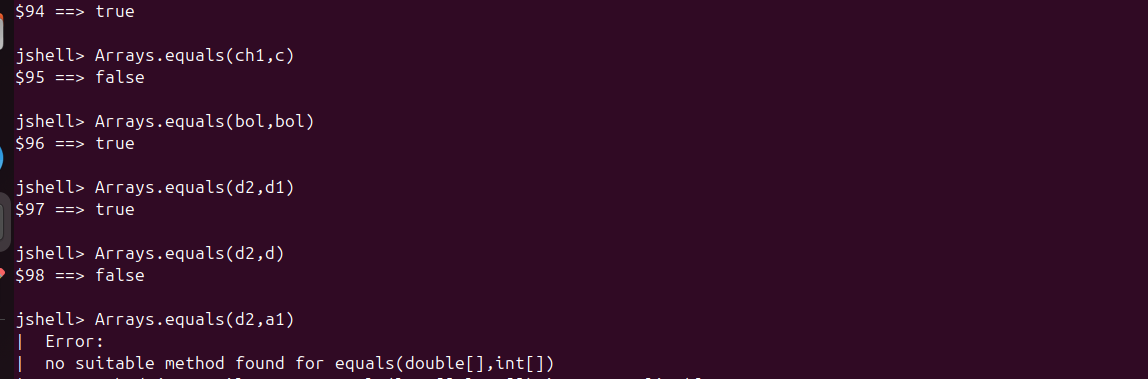 $94 ==> true
jshell> Arrays.equals(ch1,c)
$95 ==> false
jshell> Arrays.equals(bol,bol)
$96 ==> true
jshell> Arrays.equals(d2,d1)
$97 ==> true
jshell> Arrays.equals(d2,d)
$98 ==> false
jshell> Arrays.equals(d2,a1)
| Error:
| no suitable method found for equals(double[],int[])